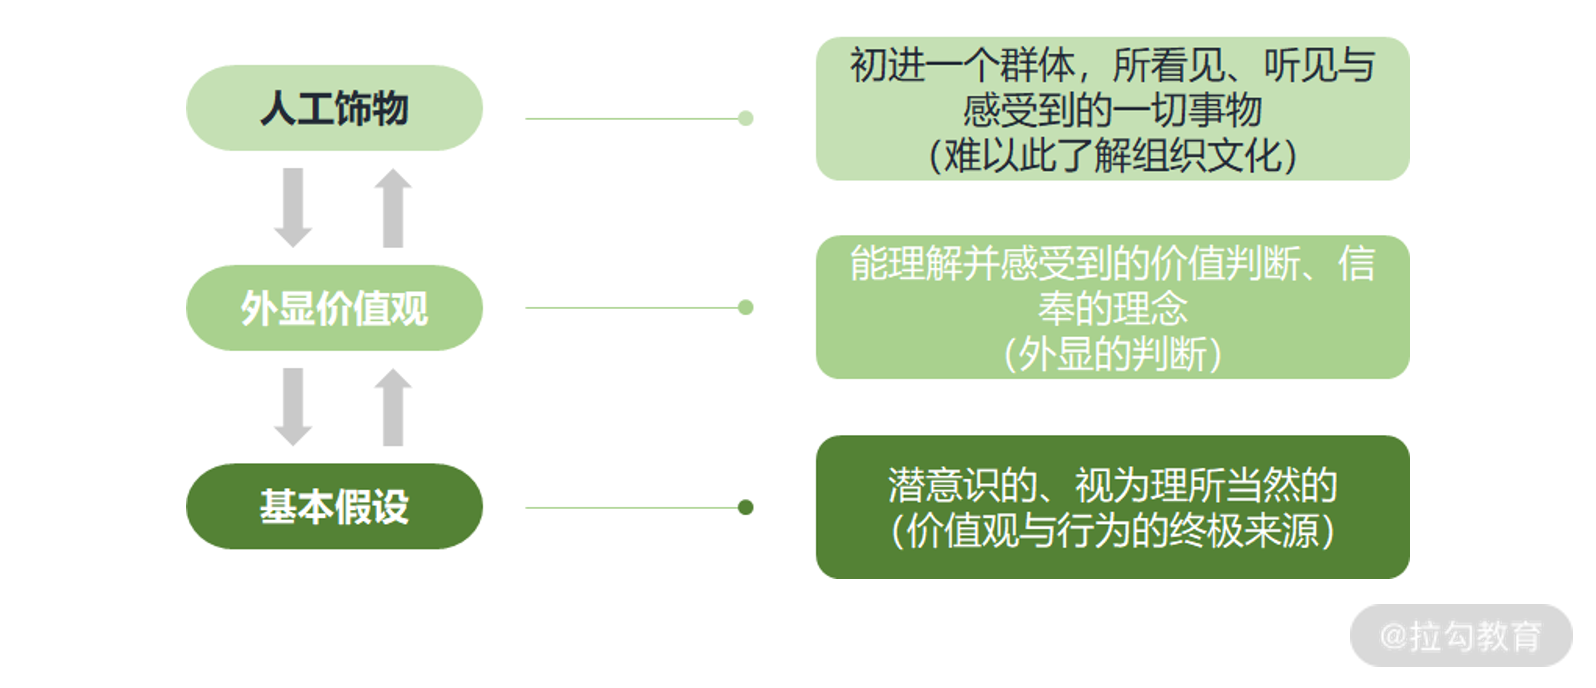 人工饰物
初进一个群体，所看见、听见与
感受到的一切事物
（难以此了解组织文化）
外显价值观
能理解并感受到的价值判断、信
奉的理念
（外显的判断）
基本假设
潜意识的、视为理所当然的
（价值观与行为的终极来源）
@拉勾教育